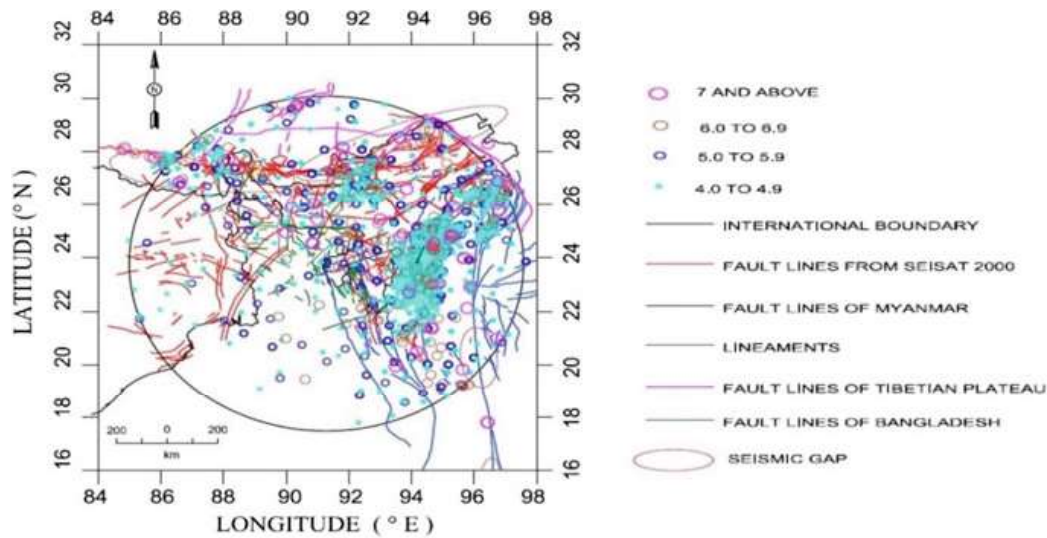 84 86 88 90 92 94 96 98
32 30 28 26 24 22 20 18 16
LATITUDE (° N)
N
32 30 28 26 24 22 20 18 16
200 0 200
km
84 86 88 90 92 94 96 98
LONGITUDE ( ° E )
7 AND ABOVE
6.0 TO 6.9
5.0 TO 5.9
4.0 TO 4.9
INTERNATIONAL BOUNDARY
FAULT LINES FROM SEISAT 2000
FAULT LINES OF MYANMAR
LINEAMENTS
FAULT LINES OF TIBETIAN PLATEAU
FAULT LINES OF BANGLADESH
SEISMIC GAP